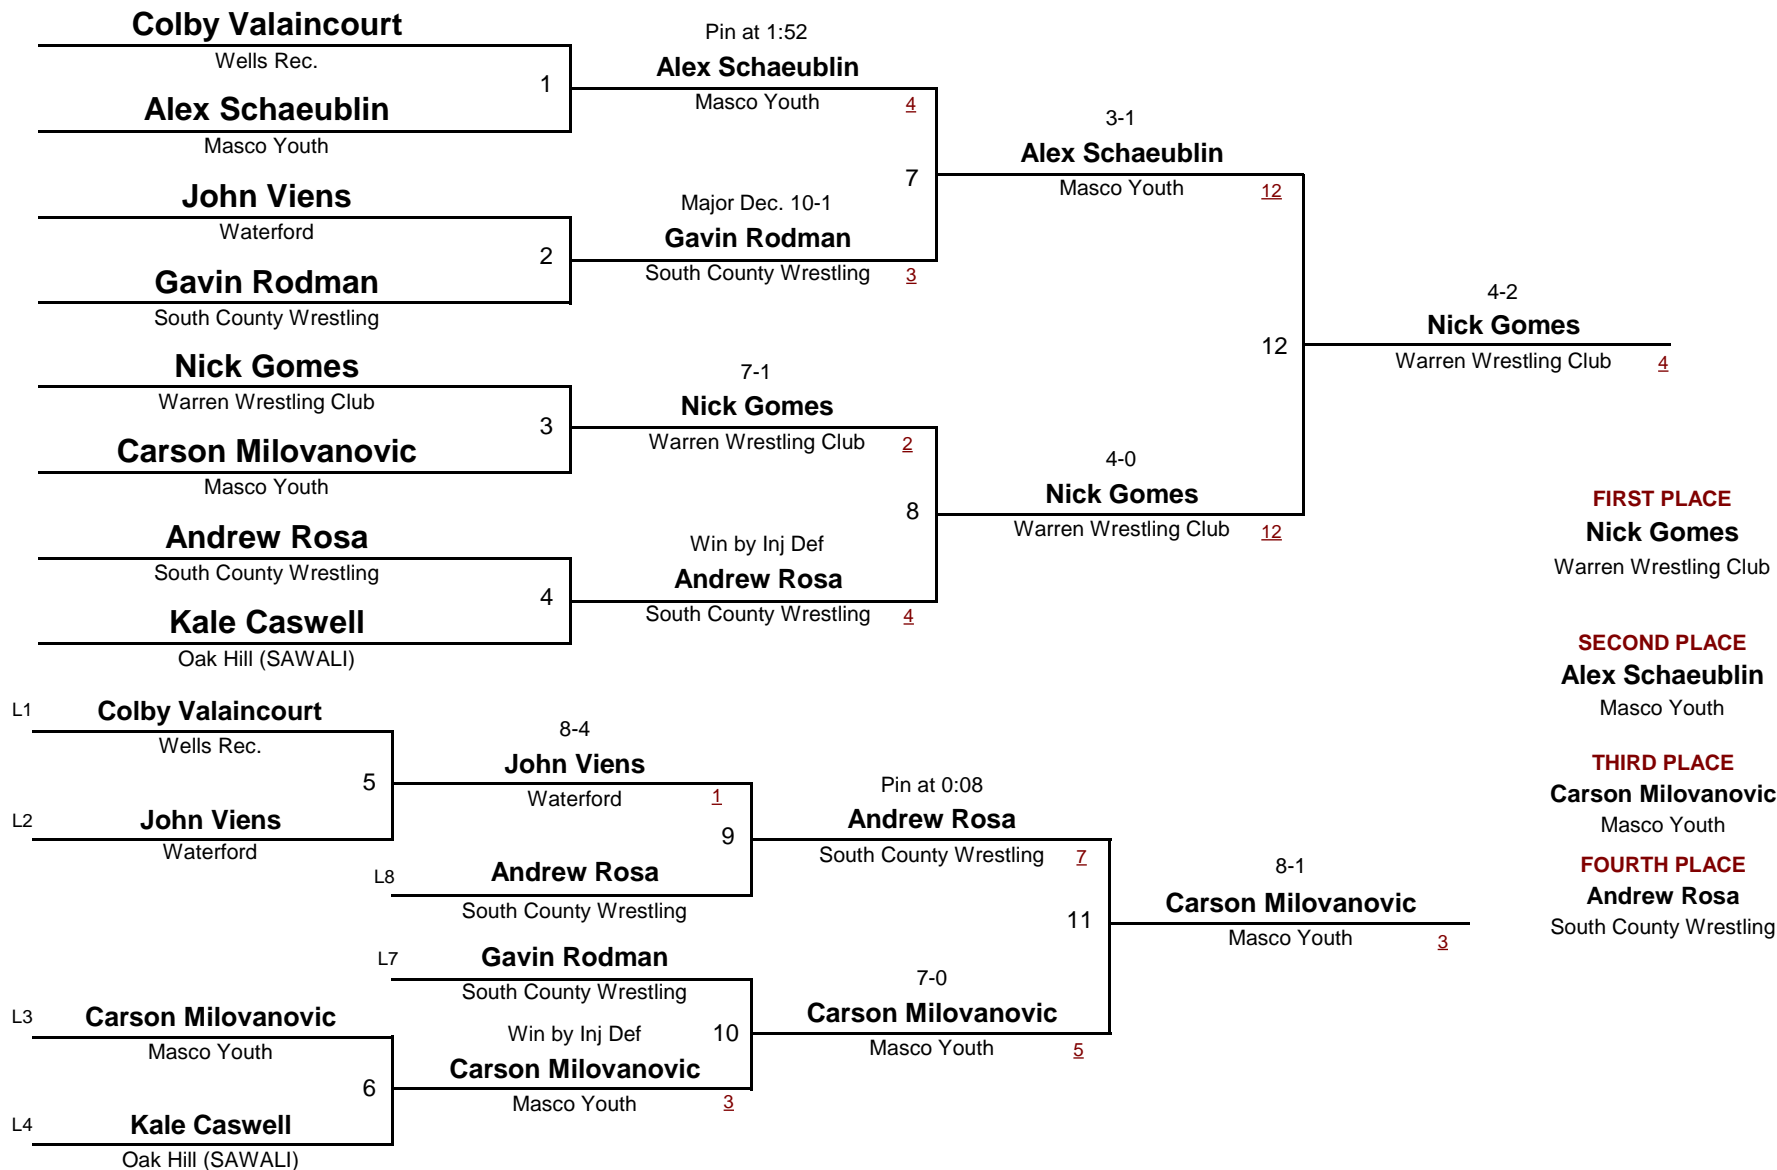 Colby Valaincourt
Wells Rec.
1
Alex Schaeublin
Masco Youth
John Viens
Waterford
2
Gavin Rodman
South County Wrestling
Nick Gomes
Warren Wrestling Club
3
Carson Milovanovic
Masco Youth
Andrew Rosa
South County Wrestling
4
Kale Caswell
Oak Hill (SAWALI)
Pin at 1:52
Alex Schaeublin
Masco Youth 4
7
Major Dec. 10-1
Gavin Rodman
South County Wrestling 3
7-1
Nick Gomes
Warren Wrestling Club 2
8
Win by Inj Def
Andrew Rosa
South County Wrestling 4
3-1
Alex Schaeublin
Masco Youth 12
12
4-0
Nick Gomes
Warren Wrestling Club 12
4-2
Nick Gomes
Warren Wrestling Club 4
FIRST PLACE
Nick Gomes
Warren Wrestling Club
SECOND PLACE
Alex Schaeublin
Masco Youth
THIRD PLACE
Carson Milovanovic
Masco Youth
FOURTH PLACE
Andrew Rosa
South County Wrestling
L1 Colby Valaincourt
Wells Rec.
5
L2 John Viens
Waterford
8-4
John Viens
Waterford 1
9
L8 Andrew Rosa
South County Wrestling
L7 Gavin Rodman
South County Wrestling
10
Win by Inj Def
Carson Milovanovic
Masco Youth 3
L3 Carson Milovanovic
Masco Youth
6
L4 Kale Caswell
Oak Hill (SAWALI)
Pin at 0:08
Andrew Rosa
South County Wrestling 7
11
7-0
Carson Milovanovic
Masco Youth 5
8-1
Carson Milovanovic
Masco Youth 3